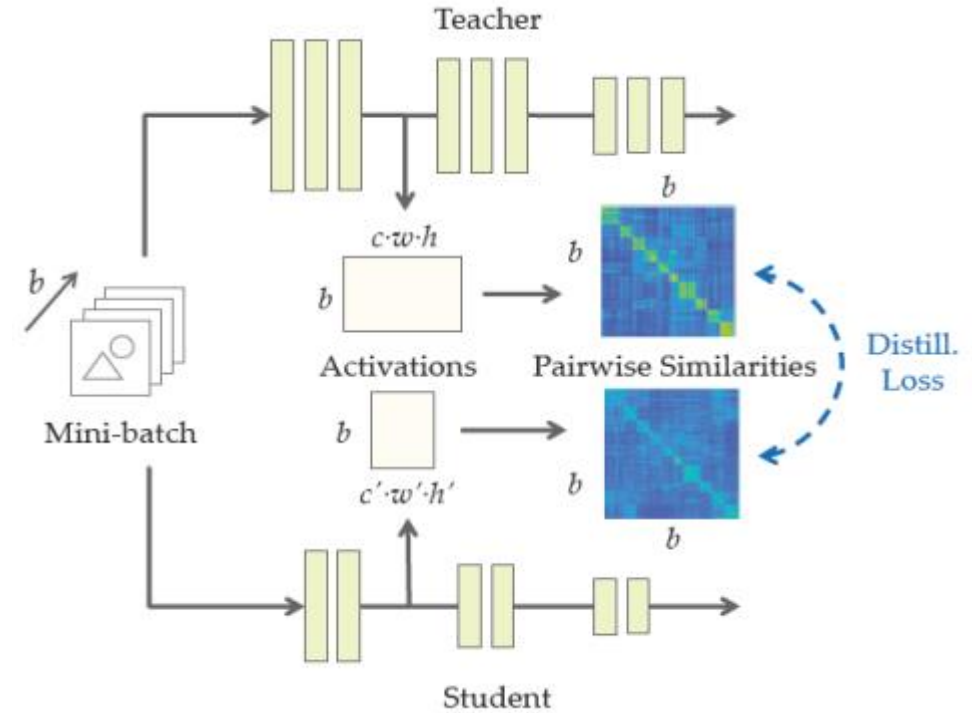 Teacher
b
c·w·h
b
b
b
Activations
Pairwise Similarities
Distill.
Loss
Mini-batch
b
c′·w′·h′
b
b
Student